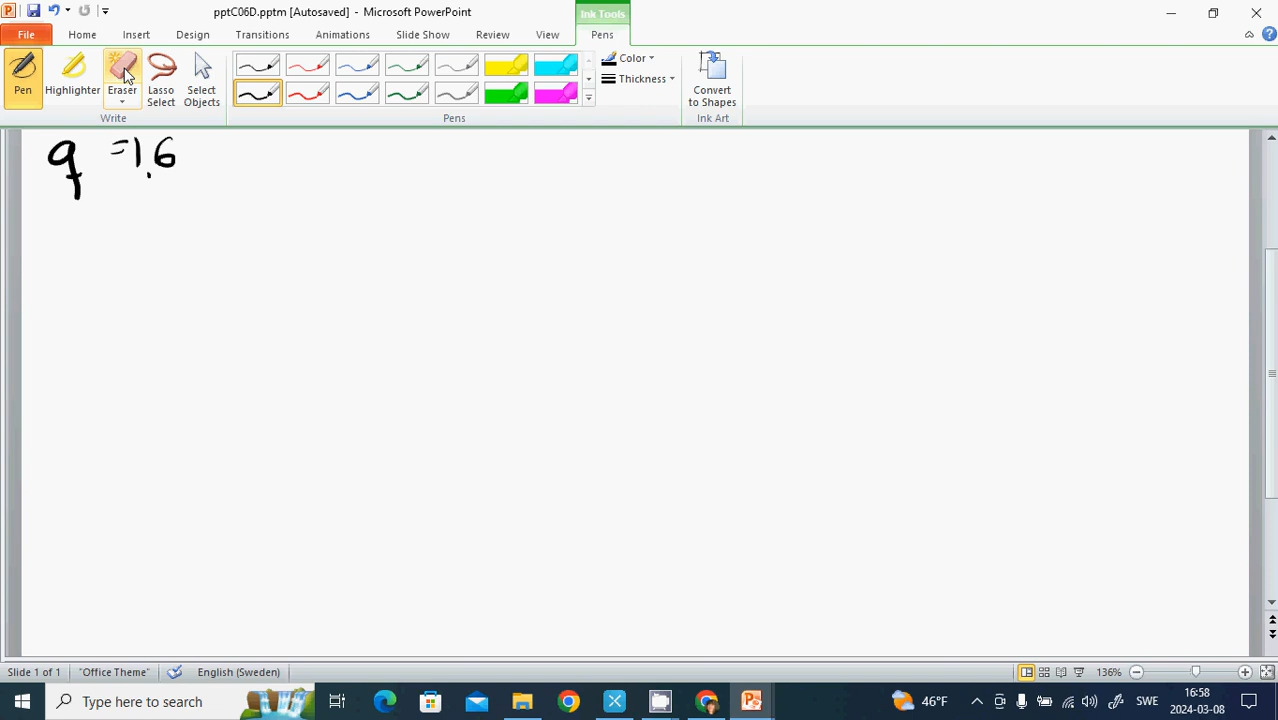 pptC06D.pptm [Autosaved] - Microsoft PowerPoint
Ink Tools
File
Home
Insert
Design
Transitions
Animations
Slide Show
Review
View
Pens
Pen
Highlighter
Eraser
Lasso
Select
Select
Objects
Color
Thickness
Convert
to Shapes
Write
Pens
Ink Art
q =1.6
Slide 1 of 1
"Office Theme"
English (Sweden)
136%
Type here to search
46°F
SWE
16:58
2024-03-08